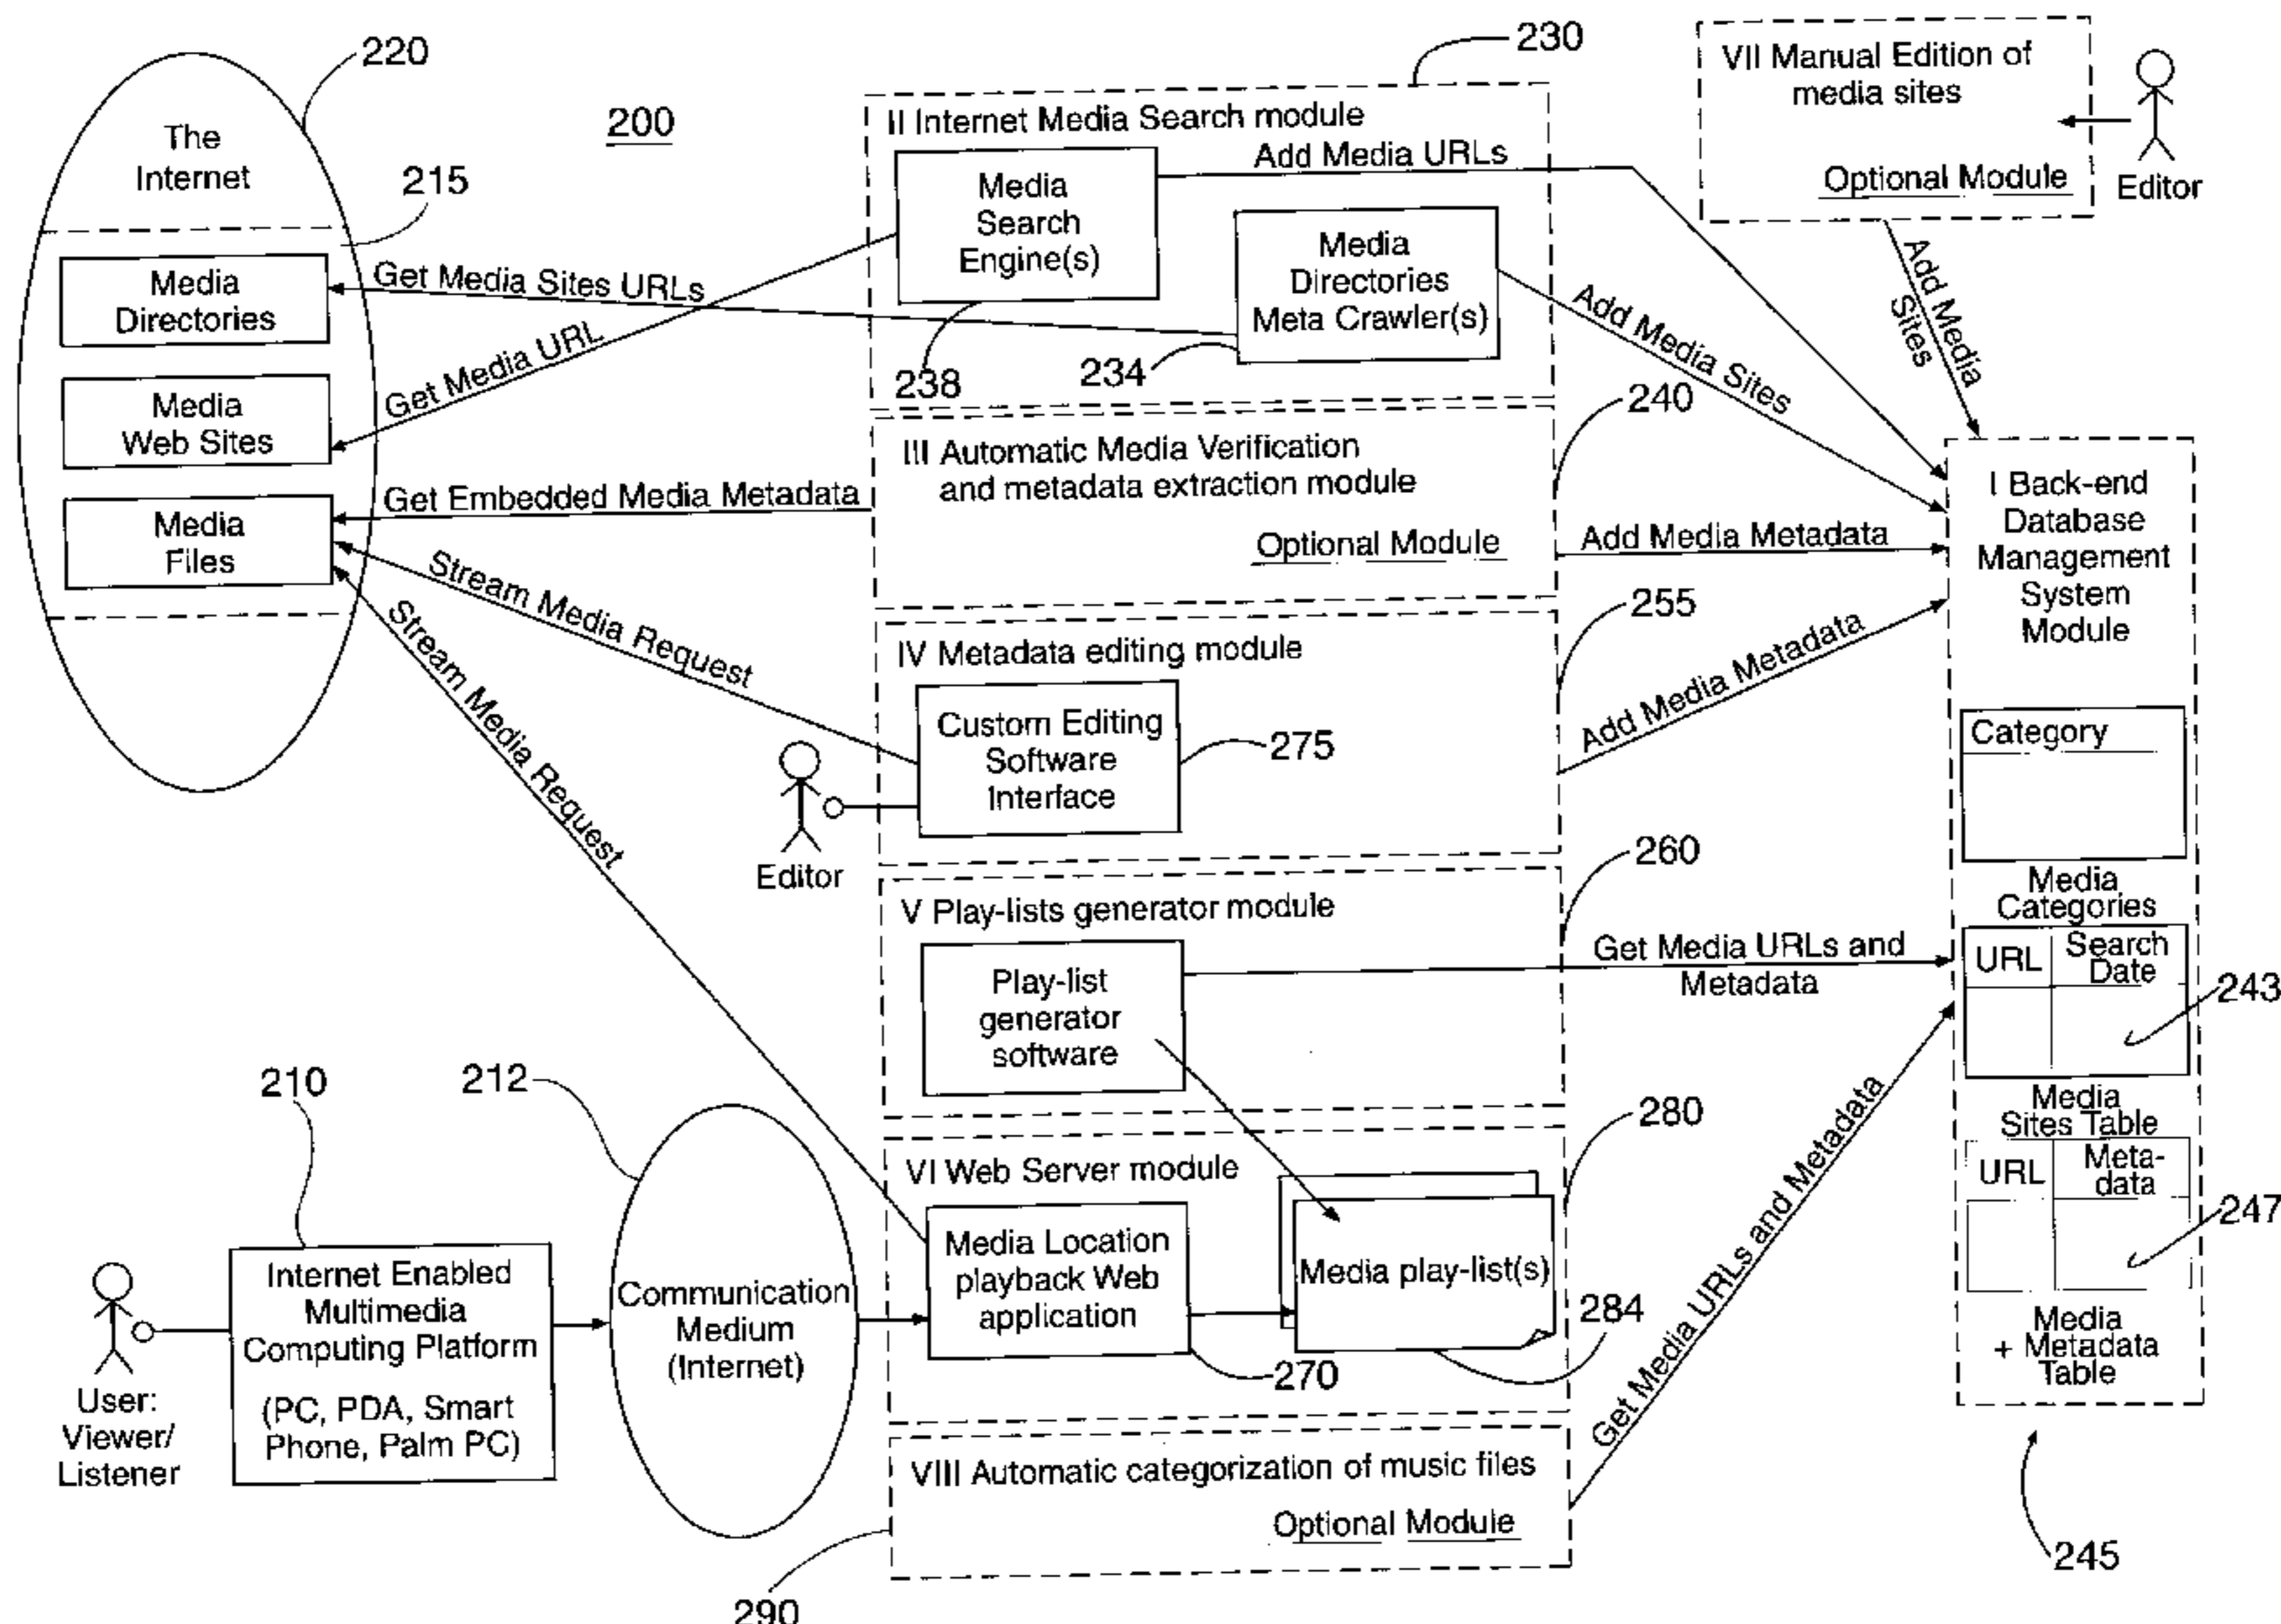 220
The
Internet
200
215
Media
Directories
Media
Web Sites
Media
Files
Get Media Sites URLs
Get Media URL
Get Embedded Media Metadata
Stream Media Request
Stream Media Request
230
II Internet Media Search module
Media
Search
Engine(s)
Add Media URLs
Media
Directories
Meta Crawler(s)
238
234
Add Media Sites
VII Manual Edition of
media sites
Optional Module
Editor
Add Media
Sites
240
III Automatic Media Verification
and metadata extraction module
Optional Module
Add Media Metadata
255
IV Metadata editing module
Custom Editing
Software
Interface
275
Editor
Add Media Metadata
260
V Play-lists generator module
Play-list
generator
software
Get Media URLs and
Metadata
280
VI Web Server module
Media Location
playback Web
application
270
Media play-list(s)
284
Get Media URLs and Metadata
VIII Automatic categorization of music files
Optional Module
290
210
Internet Enabled
Multimedia
Computing Platform
(PC, PDA, Smart
Phone, Palm PC)
User:
Viewer/
Listener
212
Communication
Medium
(Internet)
I Back-end
Database
Management
System
Module
Category
Media
Categories
URL
Search
Date
243
Media
Sites Table
URL
Meta-
data
247
Media
+ Metadata
Table
245